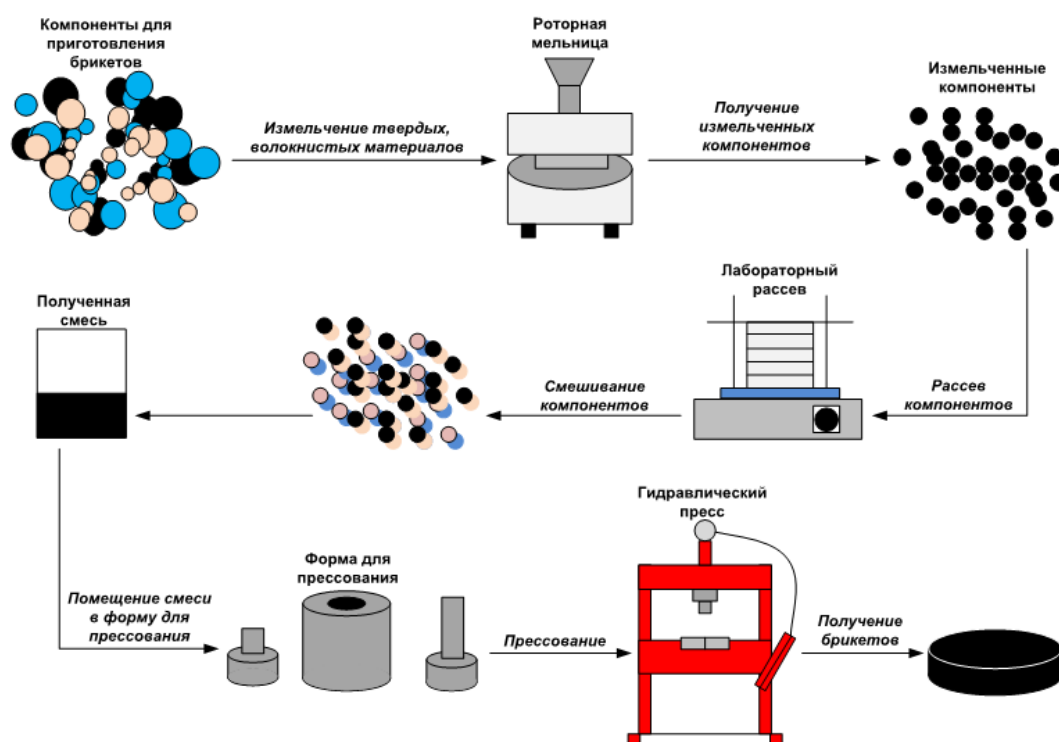 Компоненты для
приготовления
брикетов
Измельчение твердых,
волокнистых материалов
Роторная
мельница
Получение
измельченных
компонентов
Измельченные
компоненты
Рассев
компонентов
Лабораторный
рассев
Смешивание
компонентов
Полученная
смесь
Помещение смеси
в форму для
прессования
Форма для
прессования
Прессование
Гидравлический
пресс
Получение
брикетов